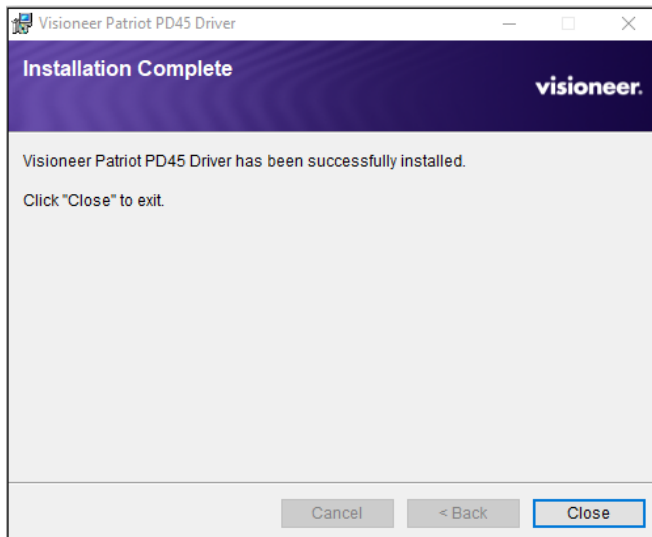 Visioneer Patriot PD45 Driver
Installation Complete
visioneer.
Visioneer Patriot PD45 Driver has been successfully installed.
Click "Close" to exit.
Cancel
< Back
Close